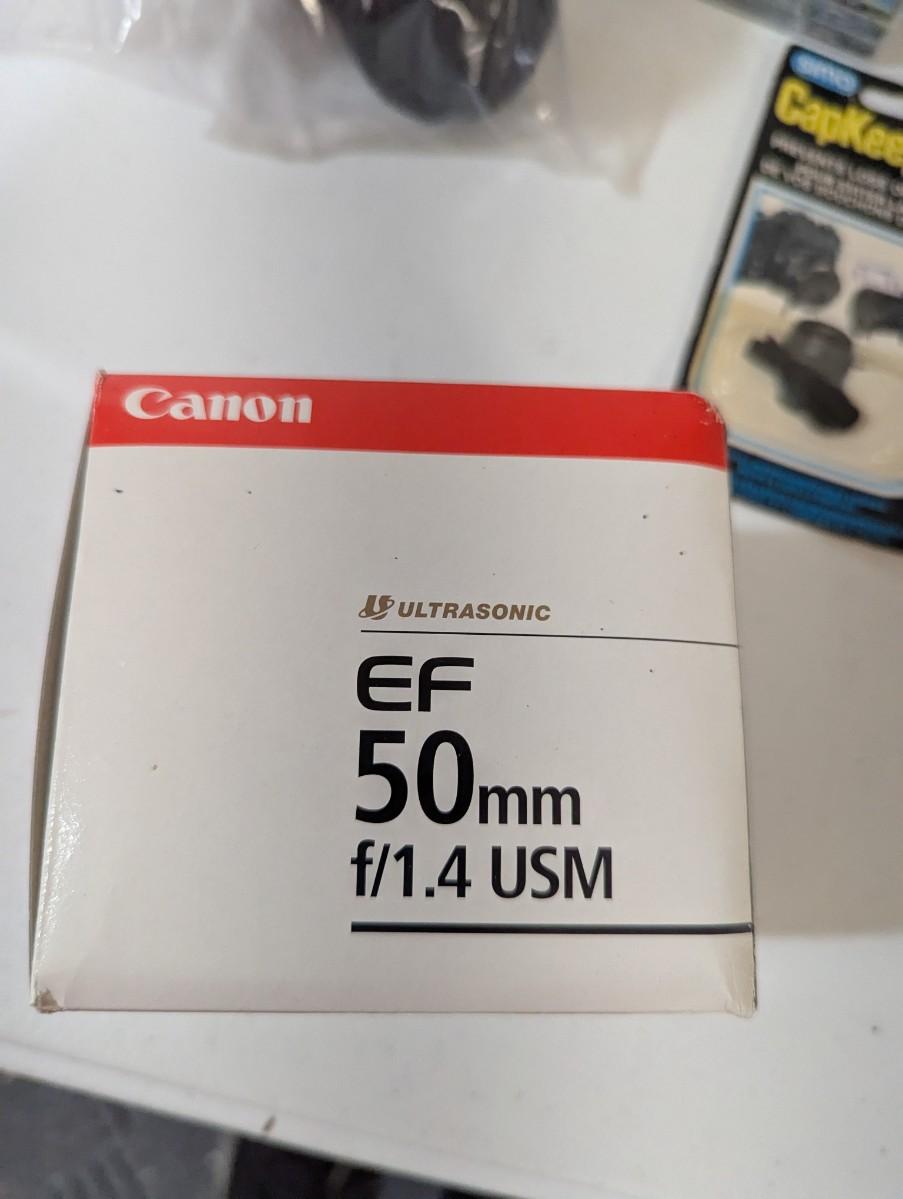 CapKee
Canon
ULTRASONIC
EF
50mm
f/1.4 USM